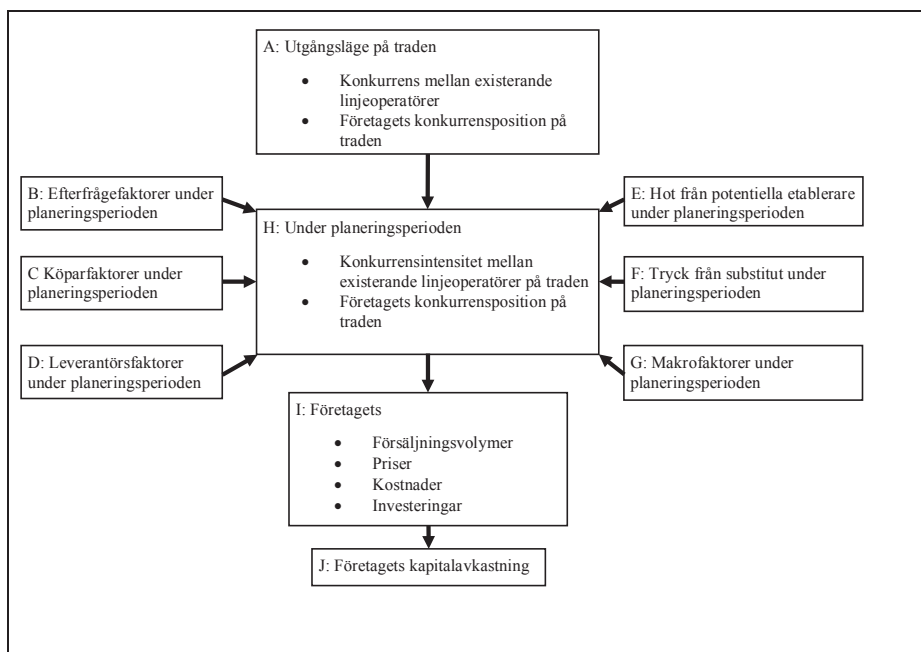 A: Utgångsläge på traden
• Konkurrens mellan existerande
linjeoperatörer
• Företagets konkurrensposition på
traden
B: Efterfrågefaktorer under
planeringsperioden
C Köparfaktorer under
planeringsperioden
D: Leverantörsfaktorer
under planeringsperioden
H: Under planeringsperioden
• Konkurrensintensitet mellan
existerande linjeoperatörer på traden
• Företagets konkurrensposition på
traden
E: Hot från potentiella etablerare
under planeringsperioden
F: Tryck från substitut under
planeringsperioden
G: Makrofaktorer under
planeringsperioden
I: Företagets
• Försäljningsvolymer
• Priser
• Kostnader
• Investeringar
J: Företagets kapitalavkastning